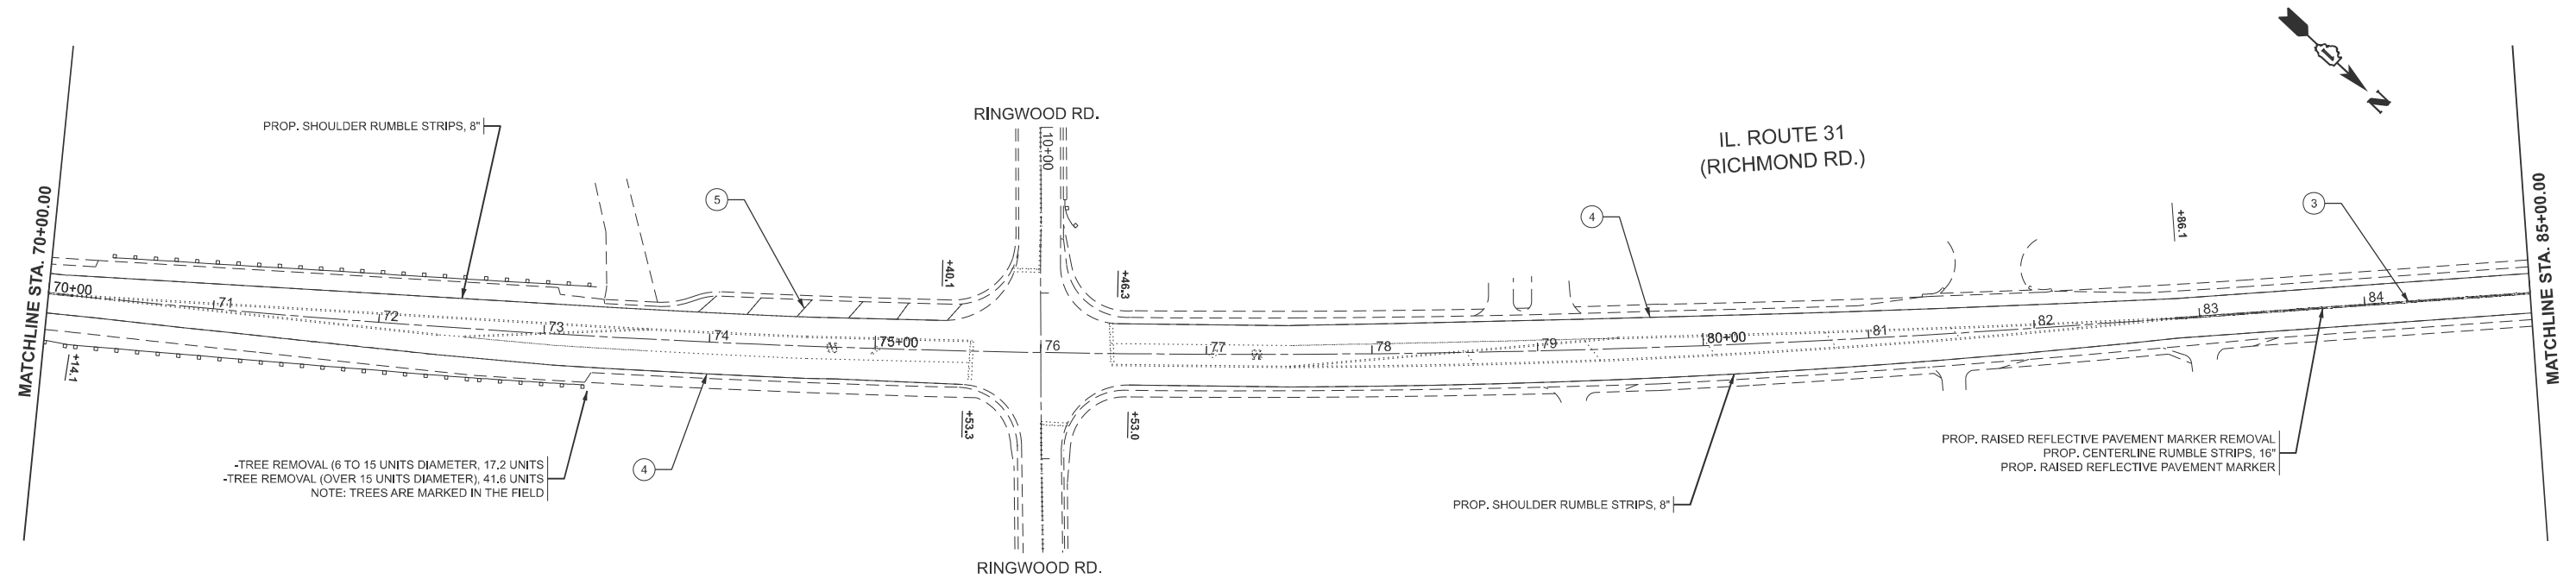 RINGWOOD RD.
10+00
IL. ROUTE 31
(RICHMOND RD.)
N
PROP. SHOULDER RUMBLE STRIPS, 8"
5
4
3
MATCHLINE STA. 70+00.00
MATCHLINE STA. 85+00.00
+40.1
+46.3
+86.1
70+00
71
72
73
74
75+00
76
77
78
79
80+00
81
82
83
84
+14.1
+53.3
+53.0
-TREE REMOVAL (6 TO 15 UNITS DIAMETER, 17.2 UNITS
-TREE REMOVAL (OVER 15 UNITS DIAMETER), 41.6 UNITS
NOTE: TREES ARE MARKED IN THE FIELD
4
PROP. SHOULDER RUMBLE STRIPS, 8"
PROP. RAISED REFLECTIVE PAVEMENT MARKER REMOVAL
PROP. CENTERLINE RUMBLE STRIPS, 16"
PROP. RAISED REFLECTIVE PAVEMENT MARKER
RINGWOOD RD.